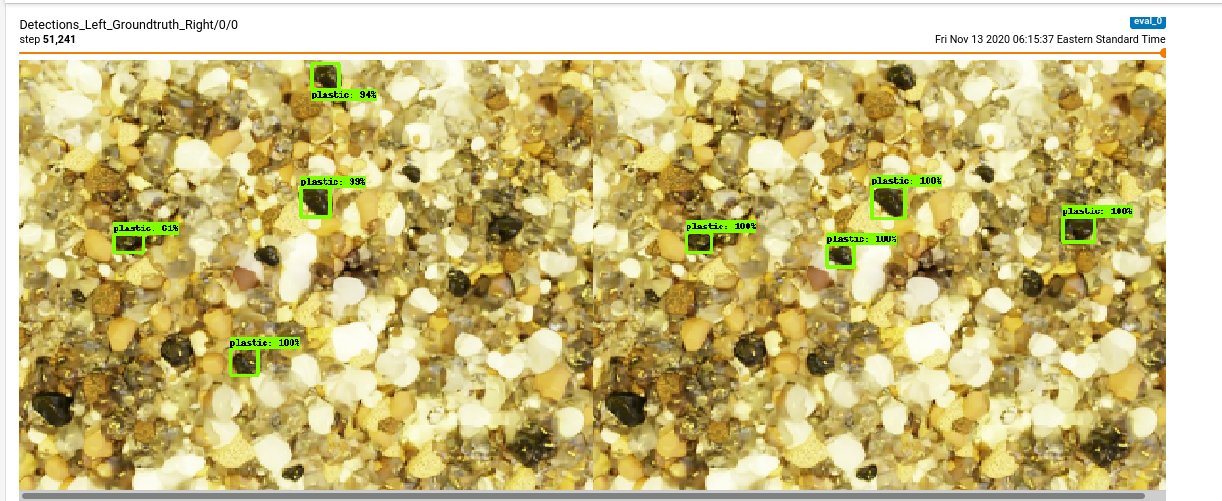 Detections_Left_Groundtruth_Right/0/0
eval_0
step 51,241
Fri Nov 13 2020 06:15:37 Eastern Standard Time
plastic: 94%
plastic: 99%
plastic: 100%
plastic: 100%
plastic: 61%
plastic: 100%
plastic: 100%
plastic: 100%